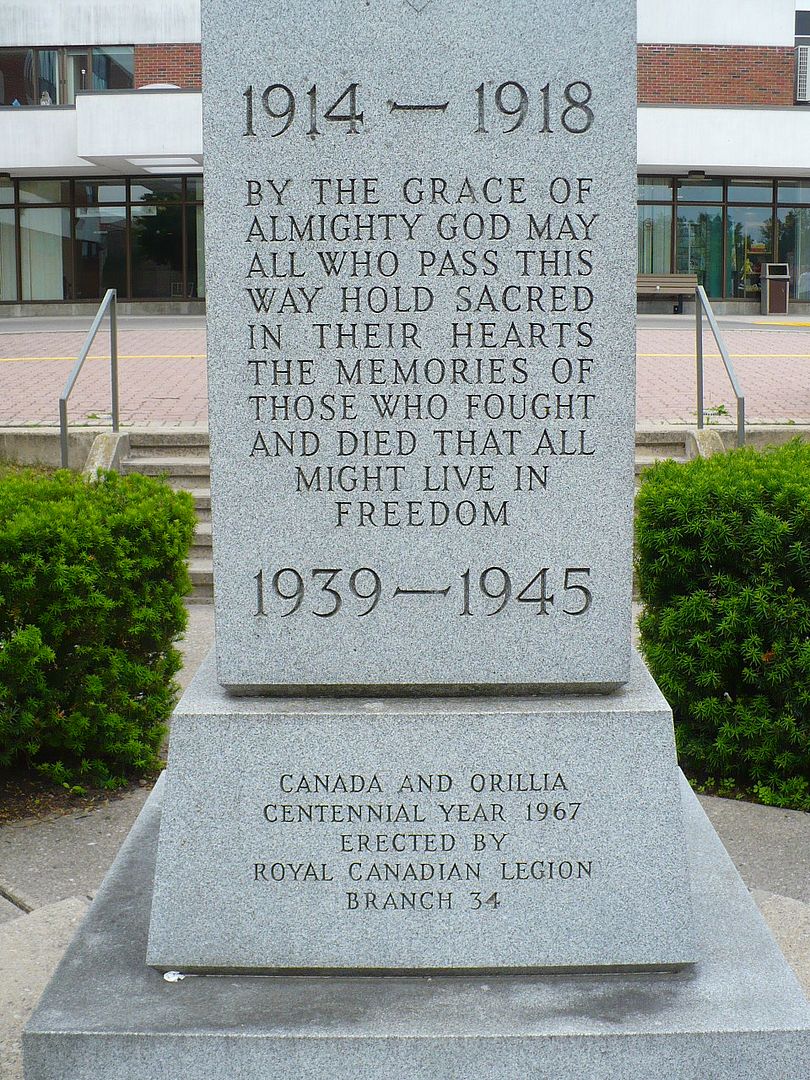 1914 — 1918
BY THE GRACE OF
ALMIGHTY GOD MAY
ALL WHO PASS THIS
WAY HOLD SACRED
IN THEIR HEARTS
THE MEMORIES OF
THOSE WHO FOUGHT
AND DIED THAT ALL
MIGHT LIVE IN
FREEDOM
1939 — 1945
CANADA AND ORILLIA
CENTENNIAL YEAR 1967
ERECTED BY
ROYAL CANADIAN LEGION
BRANCH 34